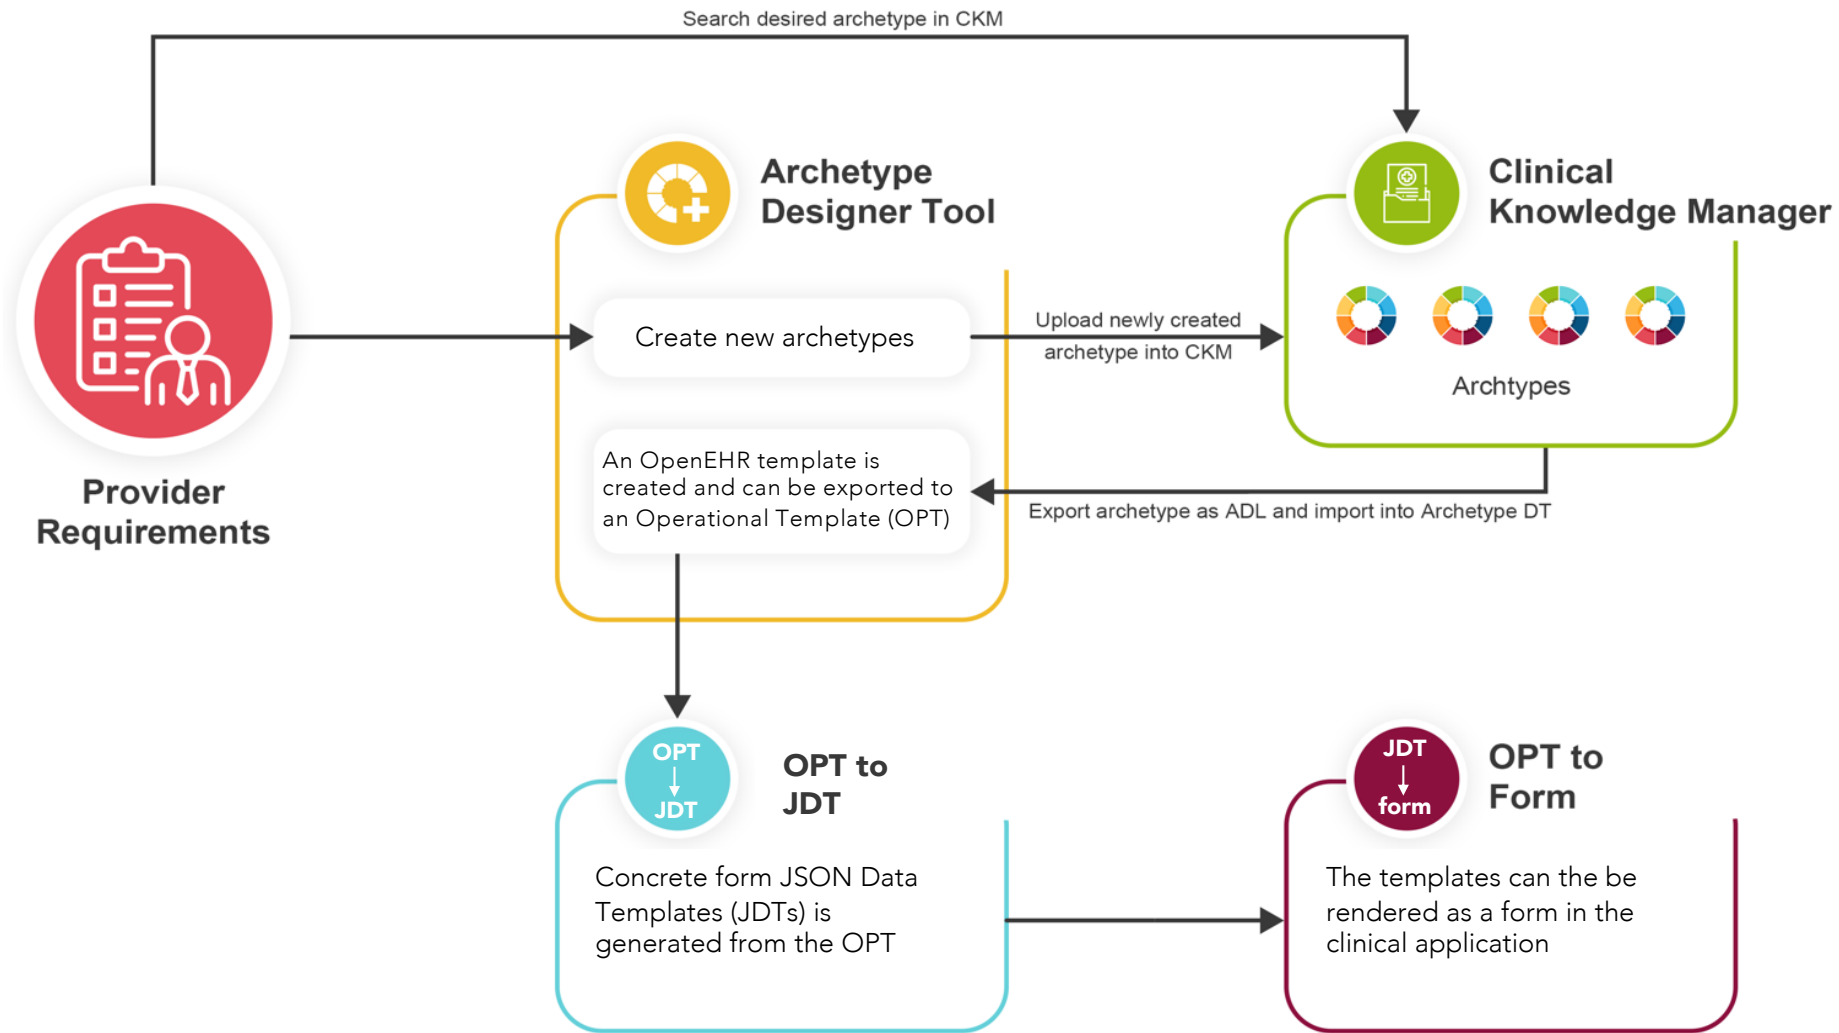 Search desired archetype in CKM
Archetype
Designer Tool
Clinical
Knowledge Manager
Create new archetypes
Upload newly created
archetype into CKM
Archtypes
An OpenEHR template is
created and can be exported to
an Operational Template (OPT)
Export archetype as ADL and import into Archetype DT
Provider
Requirements
OPT
JDT
OPT to
JDT
Concrete form JSON Data
Templates (JDTs) is
generated from the OPT
JDT
form
OPT to
Form
The templates can the be
rendered as a form in the
clinical application